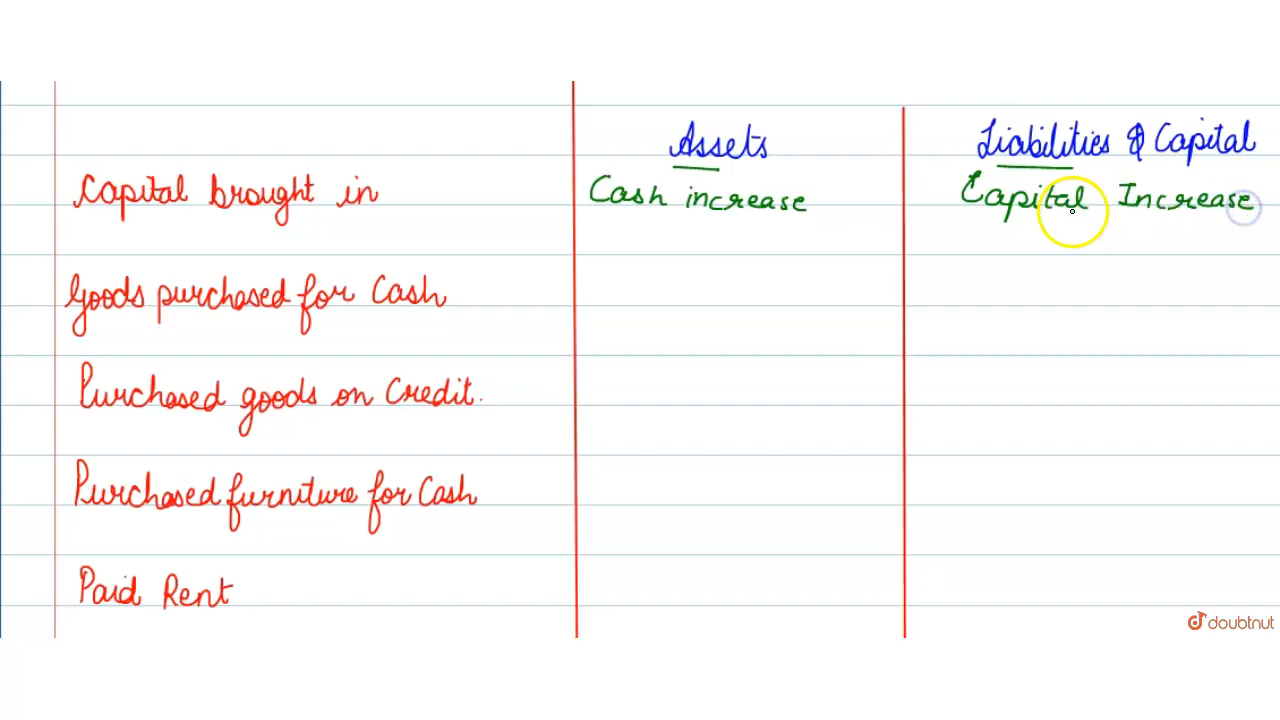 Assets
Liabilities & Capital
Capital brought in
Cash increase
Capital Increase
Goods purchased for Cash
Purchased goods on Credit.
Purchased furniture for Cash
Paid Rent
doubtnut